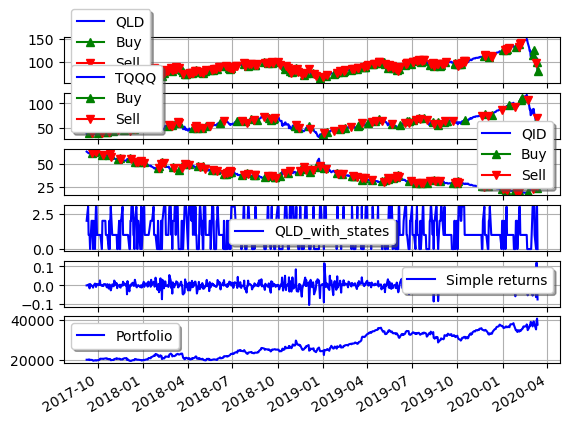 QLD
Buy
Sell
150
100
TQQQ
Buy
Sell
100
50
QID
Buy
Sell
50
25
2.5
0.0
QLD_with_states
0.1
0.0
−0.1
Simple returns
40000
20000
Portfolio
2017-10
2018-01
2018-04
2018-07
2018-10
2019-01
2019-04
2019-07
2019-10
2020-01
2020-04